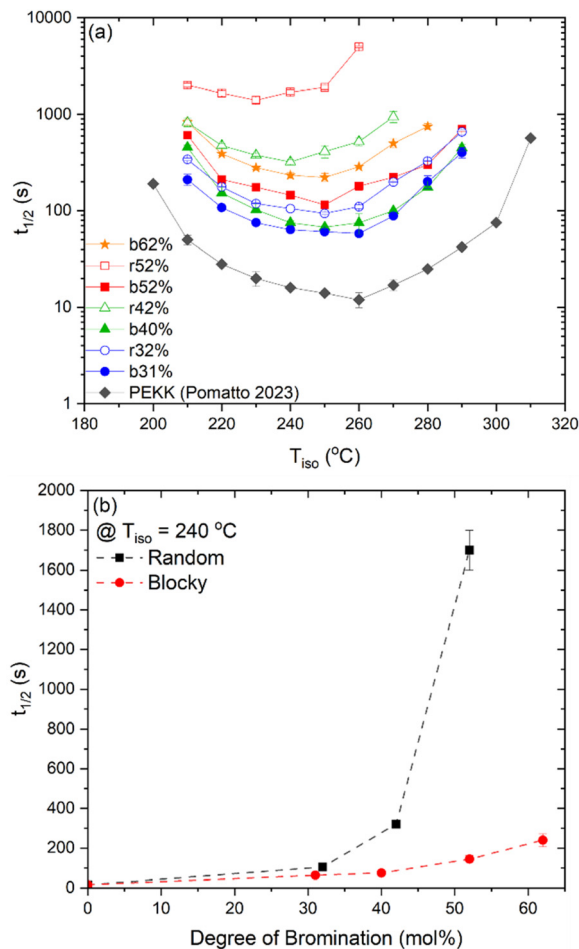 (a)
10000
1000
100
10
1
t1/2 (s)
b62%
r52%
b52%
r42%
b40%
r32%
b31%
PEKK (Pomatto 2023)
180 200 220 240 260 280 300 320
Tiso (°C)
(b)
@ Tiso = 240 °C
Random
Blocky
2000
1800
1600
1400
1200
1000
800
600
400
200
0
t1/2 (s)
0 10 20 30 40 50 60
Degree of Bromination (mol%)